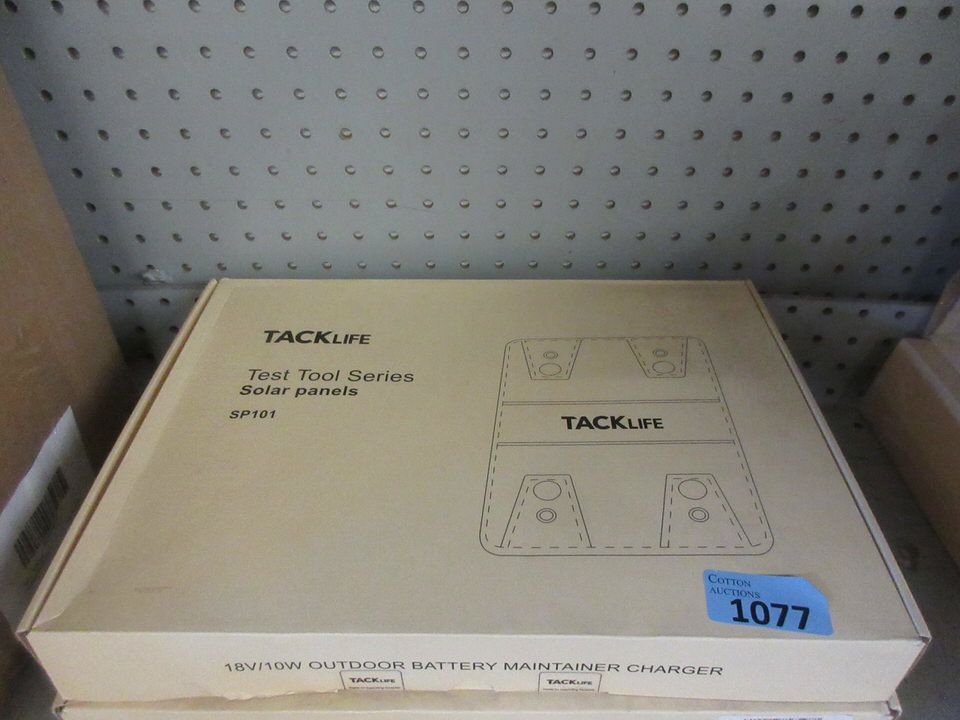 TACKLIFE
Test Tool Series
Solar panels
SP101
TACKLIFE
COTTON
AUCTIONS
1077
18V/10W OUTDOOR BATTERY MAINTAINER CHARGER
TACKLIFE
TACKLIFE